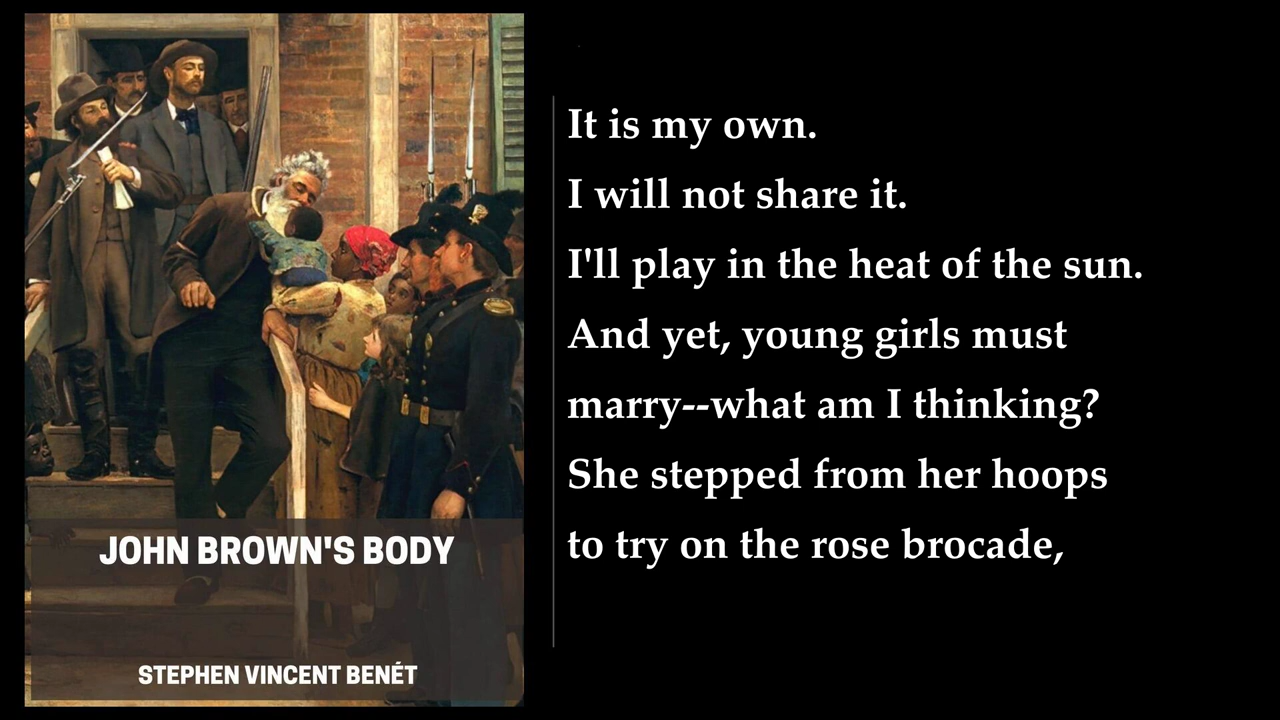 JOHN BROWN'S BODY
STEPHEN VINCENT BENÉT
It is my own.
I will not share it.
I'll play in the heat of the sun.
And yet, young girls must
marry--what am I thinking?
She stepped from her hoops
to try on the rose brocade,